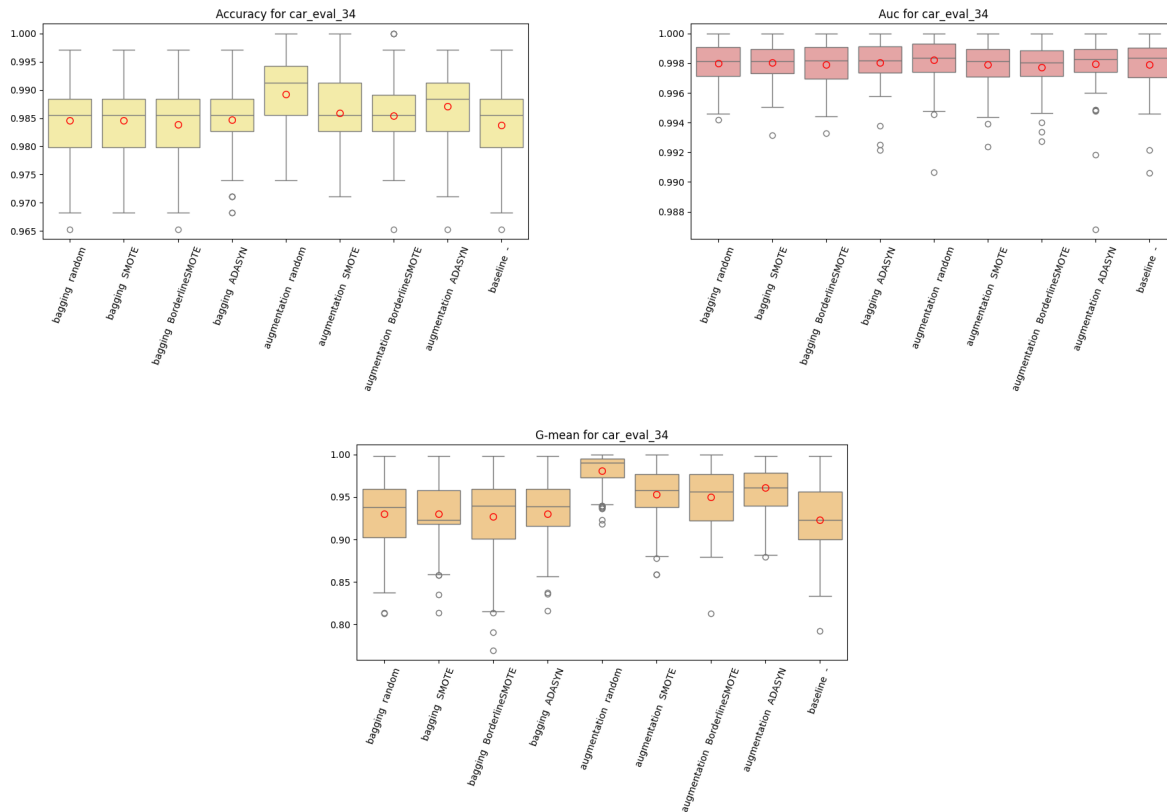 Accuracy for car_eval_34
1.000
0.995
0.990
0.985
0.980
0.975
0.970
0.965
bagging random
bagging SMOTE
bagging BorderlineSMOTE
bagging ADASYN
augmentation random
augmentation SMOTE
augmentation BorderlineSMOTE
augmentation ADASYN
baseline -
Auc for car_eval_34
1.000
0.998
0.996
0.994
0.992
0.990
0.988
bagging random
bagging SMOTE
bagging BorderlineSMOTE
bagging ADASYN
augmentation random
augmentation SMOTE
augmentation BorderlineSMOTE
augmentation ADASYN
baseline -
G-mean for car_eval_34
1.00
0.95
0.90
0.85
0.80
bagging random
bagging SMOTE
bagging BorderlineSMOTE
bagging ADASYN
augmentation random
augmentation SMOTE
augmentation BorderlineSMOTE
augmentation ADASYN
baseline -